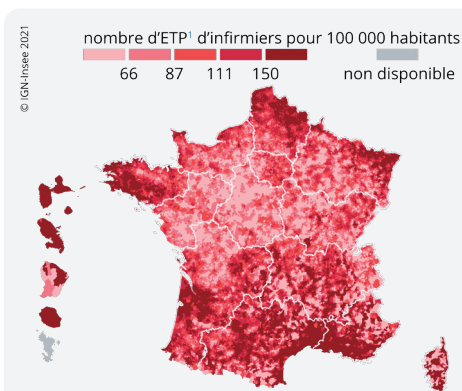 nombre d’ETP¹ d’infirmiers pour 100 000 habitants
66 87 111 150 non disponible
© IGN-Insee 2021